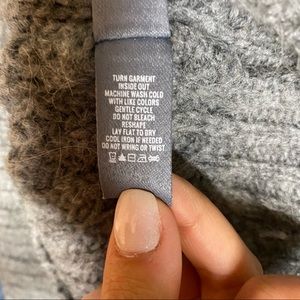 TURN GARMENT
INSIDE OUT
MACHINE WASH COLD
WITH LIKE COLORS
GENTLE CYCLE
DO NOT BLEACH
RESHAPE
LAY FLAT TO DRY
COOL IRON IF NEEDED
DO NOT WRING OR TWIST